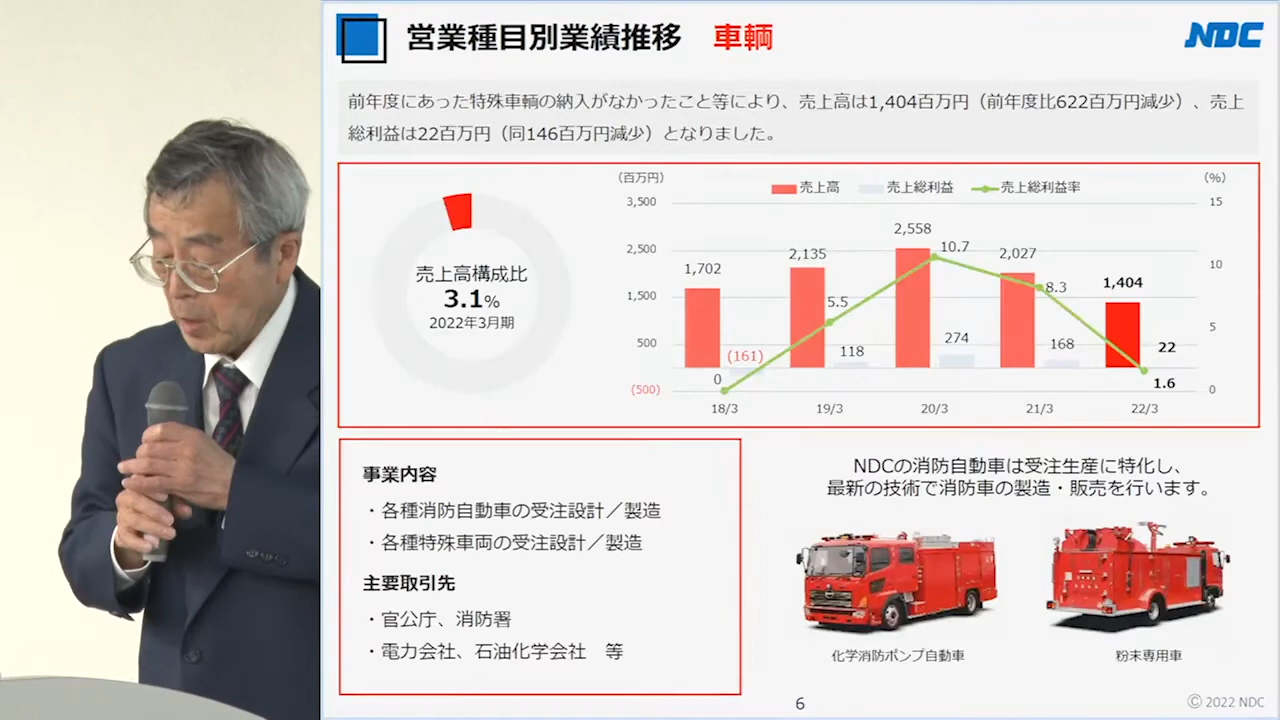 営業種目別業績推移　車輌
NDC
前年度にあった特殊車輌の納入がなかったこと等により、売上高は1,404百万円（前年度比622百万円減少）、売上
総利益は22百万円（同146百万円減少）となりました。
売上高構成比
3.1%
2022年3月期
（百万円）
売上高 売上総利益 売上総利益率
（%）
3,500
2,500
1,500
500
(500)
15
10
5
0
1,702
2,135
2,558
2,027
1,404
(161)
118
274
168
22
0
5.5
10.7
8.3
1.6
18/3 19/3 20/3 21/3 22/3
事業内容
・各種消防自動車の受注設計／製造
・各種特殊車両の受注設計／製造
主要取引先
・官公庁、消防署
・電力会社、石油化学会社　等
NDCの消防自動車は受注生産に特化し、
最新の技術で消防車の製造・販売を行います。
化学消防ポンプ自動車
粉末専用車
6
Ⓒ 2022 NDC